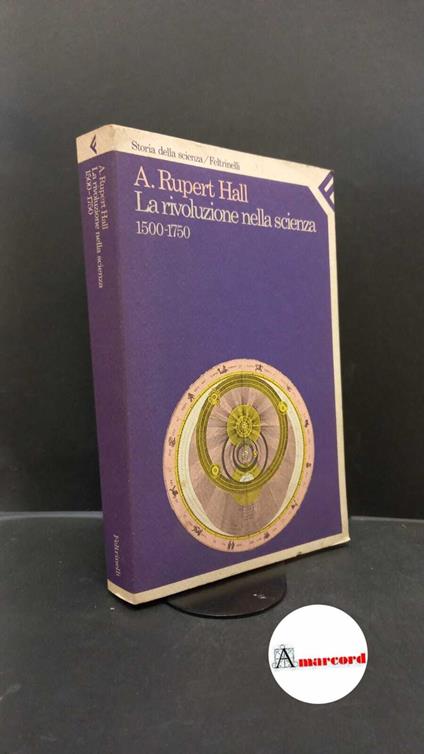 Storia della scienza/Feltrinelli
A. Rupert Hall
La rivoluzione nella scienza
1500-1750
A. Rupert Hall
La rivoluzione nella scienza
1500-1750
Feltrinelli
Amarcord